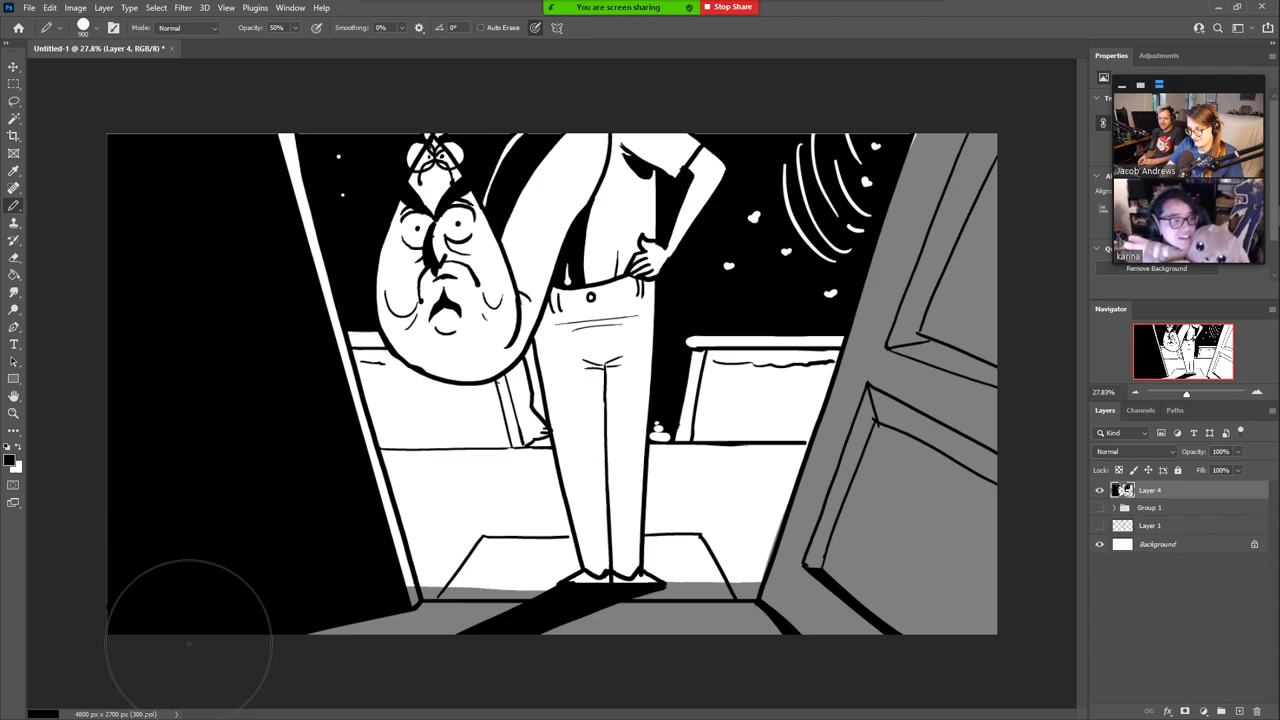 File Edit Image Layer Type Select Filter 3D View Plugins Window Help
You are screen sharing
Stop Share
900
Mode: Normal
Opacity: 50%
Smoothing: 0%
0°
Auto Erase
Untitled-1 @ 27.8% (Layer 4, RGB/8) *
Properties
Adjustments
Jacob Andrews
karina
Remove Background
Navigator
27.83%
Layers
Channels
Paths
Kind
Normal
Opacity: 100%
Lock:
Fill: 100%
Layer 4
Group 1
Layer 1
Background
4800 px x 2700 px (300 ppi)